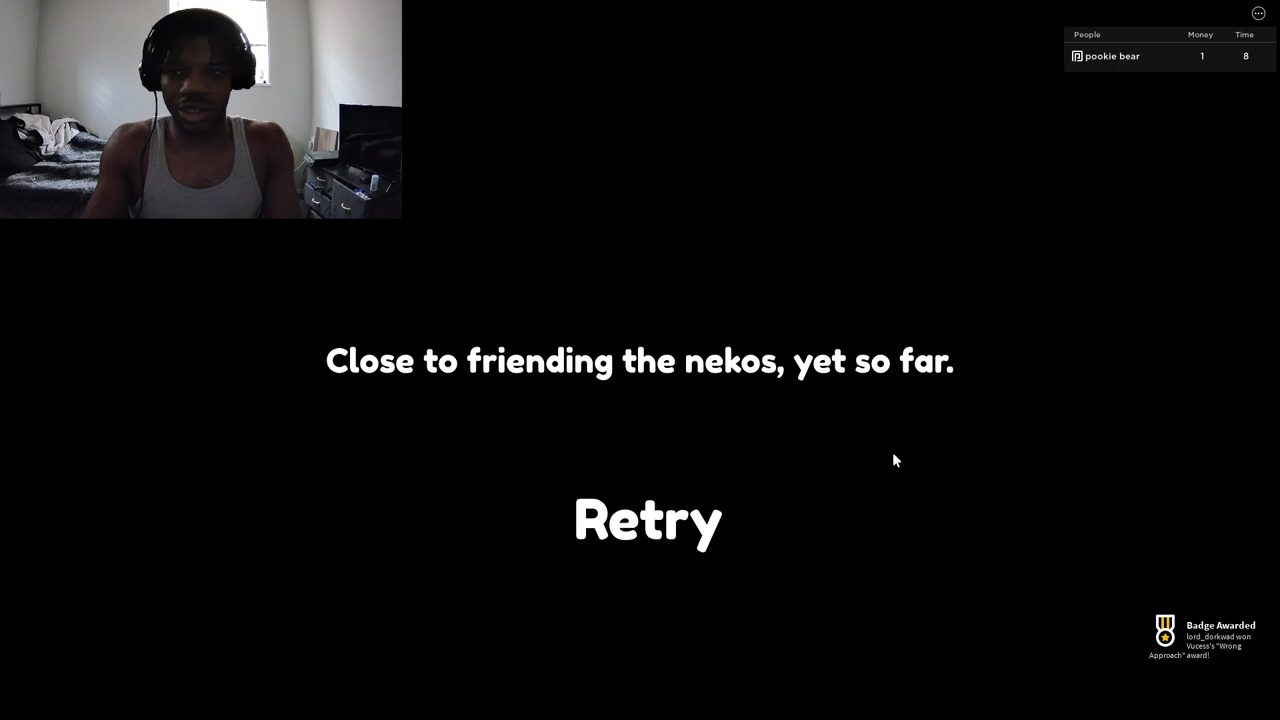 People Money Time
pookie bear 1 8
Close to friending the nekos, yet so far.
Retry
Badge Awarded
lord_dorkwad won
Vucess's "Wrong
Approach" award!